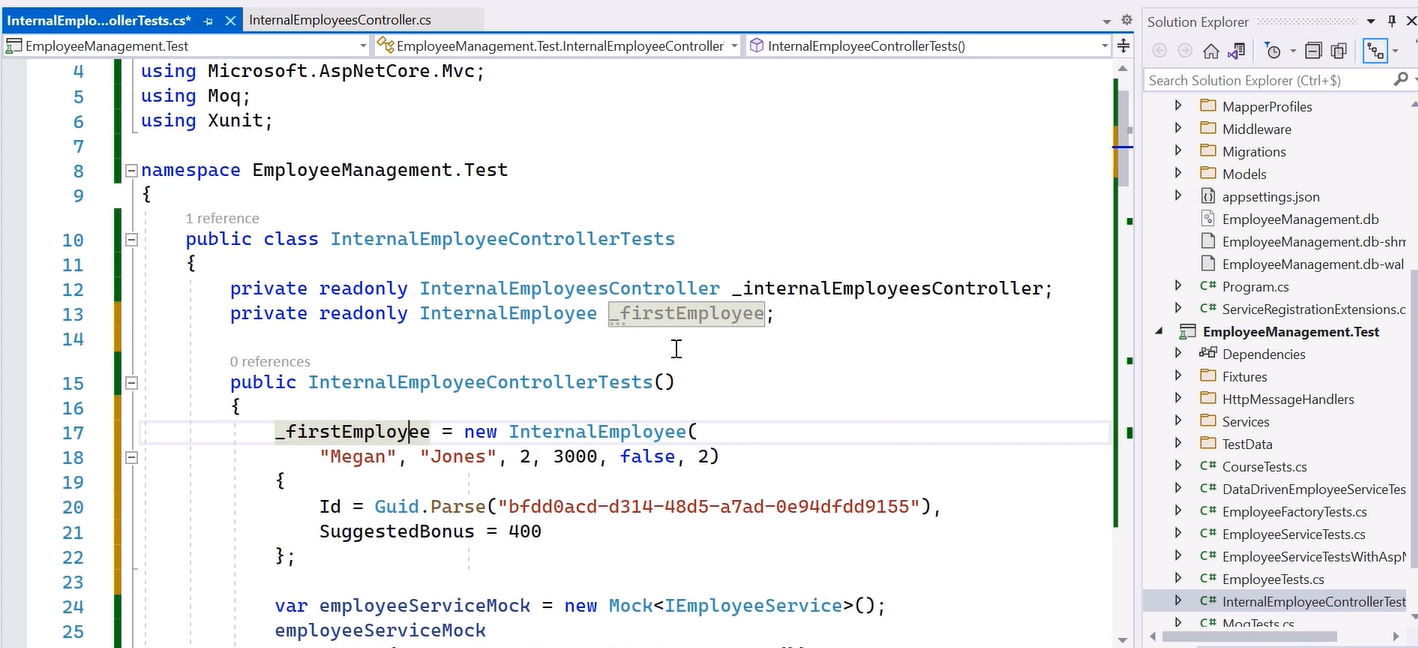 InternalEmplo...ollerTests.cs* InternalEmployeesController.cs
EmployeeManagement.Test EmployeeManagement.Test.InternalEmployeeController InternalEmployeeControllerTests()
4 using Microsoft.AspNetCore.Mvc;
5 using Moq;
6 using Xunit;
7
8 namespace EmployeeManagement.Test
9 {
1 reference
10 public class InternalEmployeeControllerTests
11 {
12 private readonly InternalEmployeesController _internalEmployeesController;
13 private readonly InternalEmployee _firstEmployee;
14
0 references
15 public InternalEmployeeControllerTests()
16 {
17 _firstEmployee = new InternalEmployee(
18 "Megan", "Jones", 2, 3000, false, 2)
19 {
20 Id = Guid.Parse("bfdd0acd-d314-48d5-a7ad-0e94dfdd9155"),
21 SuggestedBonus = 400
22 };
23
24 var employeeServiceMock = new Mock<IEmployeeService>();
25 employeeServiceMock
Solution Explorer
Search Solution Explorer (Ctrl+$)
MapperProfiles
Middleware
Migrations
Models
appsettings.json
EmployeeManagement.db
EmployeeManagement.db-shm
EmployeeManagement.db-wal
C# Program.cs
C# ServiceRegistrationExtensions.c
EmployeeManagement.Test
Dependencies
Fixtures
HttpMessageHandlers
Services
TestData
C# CourseTests.cs
C# DataDrivenEmployeeServiceTes
C# EmployeeFactoryTests.cs
C# EmployeeServiceTests.cs
C# EmployeeServiceTestsWithAspN
C# EmployeeTests.cs
C# InternalEmployeeControllerTest
C# MoqTests.cs